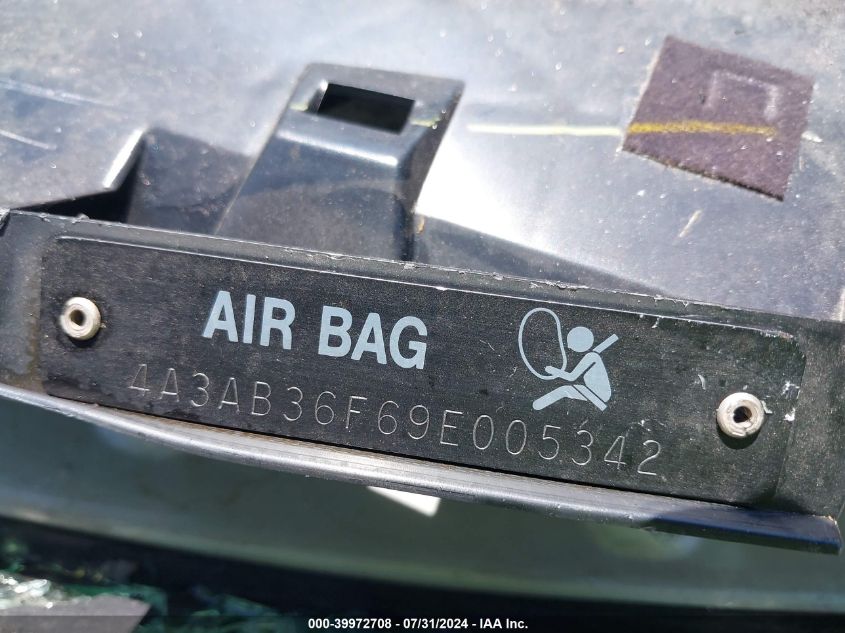 AIR BAG
4A3AB36F69E005342
000-39972708 / 07/31/2024 - IAA Inc.